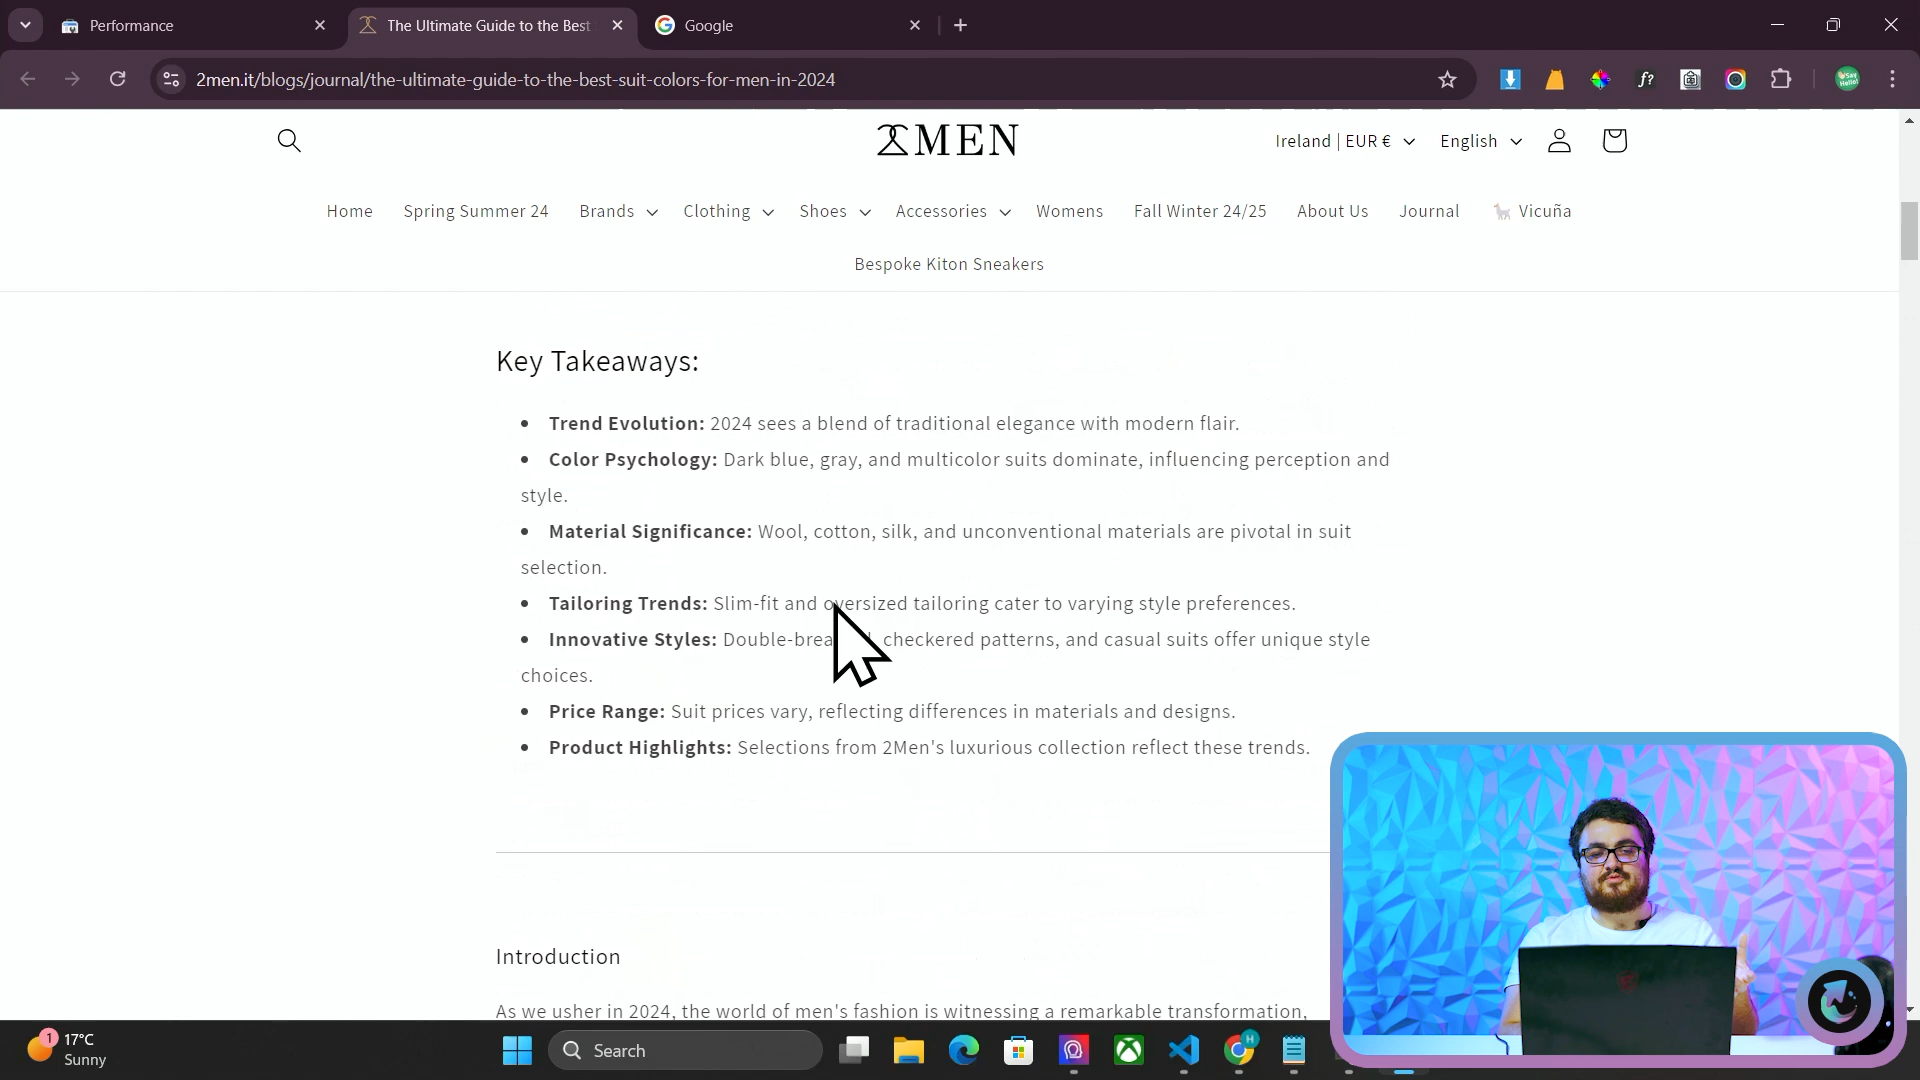 Performance
The Ultimate Guide to the Best
Google
2men.it/blogs/journal/the-ultimate-guide-to-the-best-suit-colors-for-men-in-2024
f?
Say Hello!
2MEN
Ireland | EUR €
English
Home
Spring Summer 24
Brands
Clothing
Shoes
Accessories
Womens
Fall Winter 24/25
About Us
Journal
Vicuña
Bespoke Kiton Sneakers
Key Takeaways:
Trend Evolution: 2024 sees a blend of traditional elegance with modern flair.
Color Psychology: Dark blue, gray, and multicolor suits dominate, influencing perception and
style.
Material Significance: Wool, cotton, silk, and unconventional materials are pivotal in suit
selection.
Tailoring Trends: Slim-fit and oversized tailoring cater to varying style preferences.
Innovative Styles: Double-brea checkered patterns, and casual suits offer unique style
choices.
Price Range: Suit prices vary, reflecting differences in materials and designs.
Product Highlights: Selections from 2Men's luxurious collection reflect these trends.
Introduction
As we usher in 2024, the world of men's fashion is witnessing a remarkable transformation,
1
17°C
Sunny
Search
H